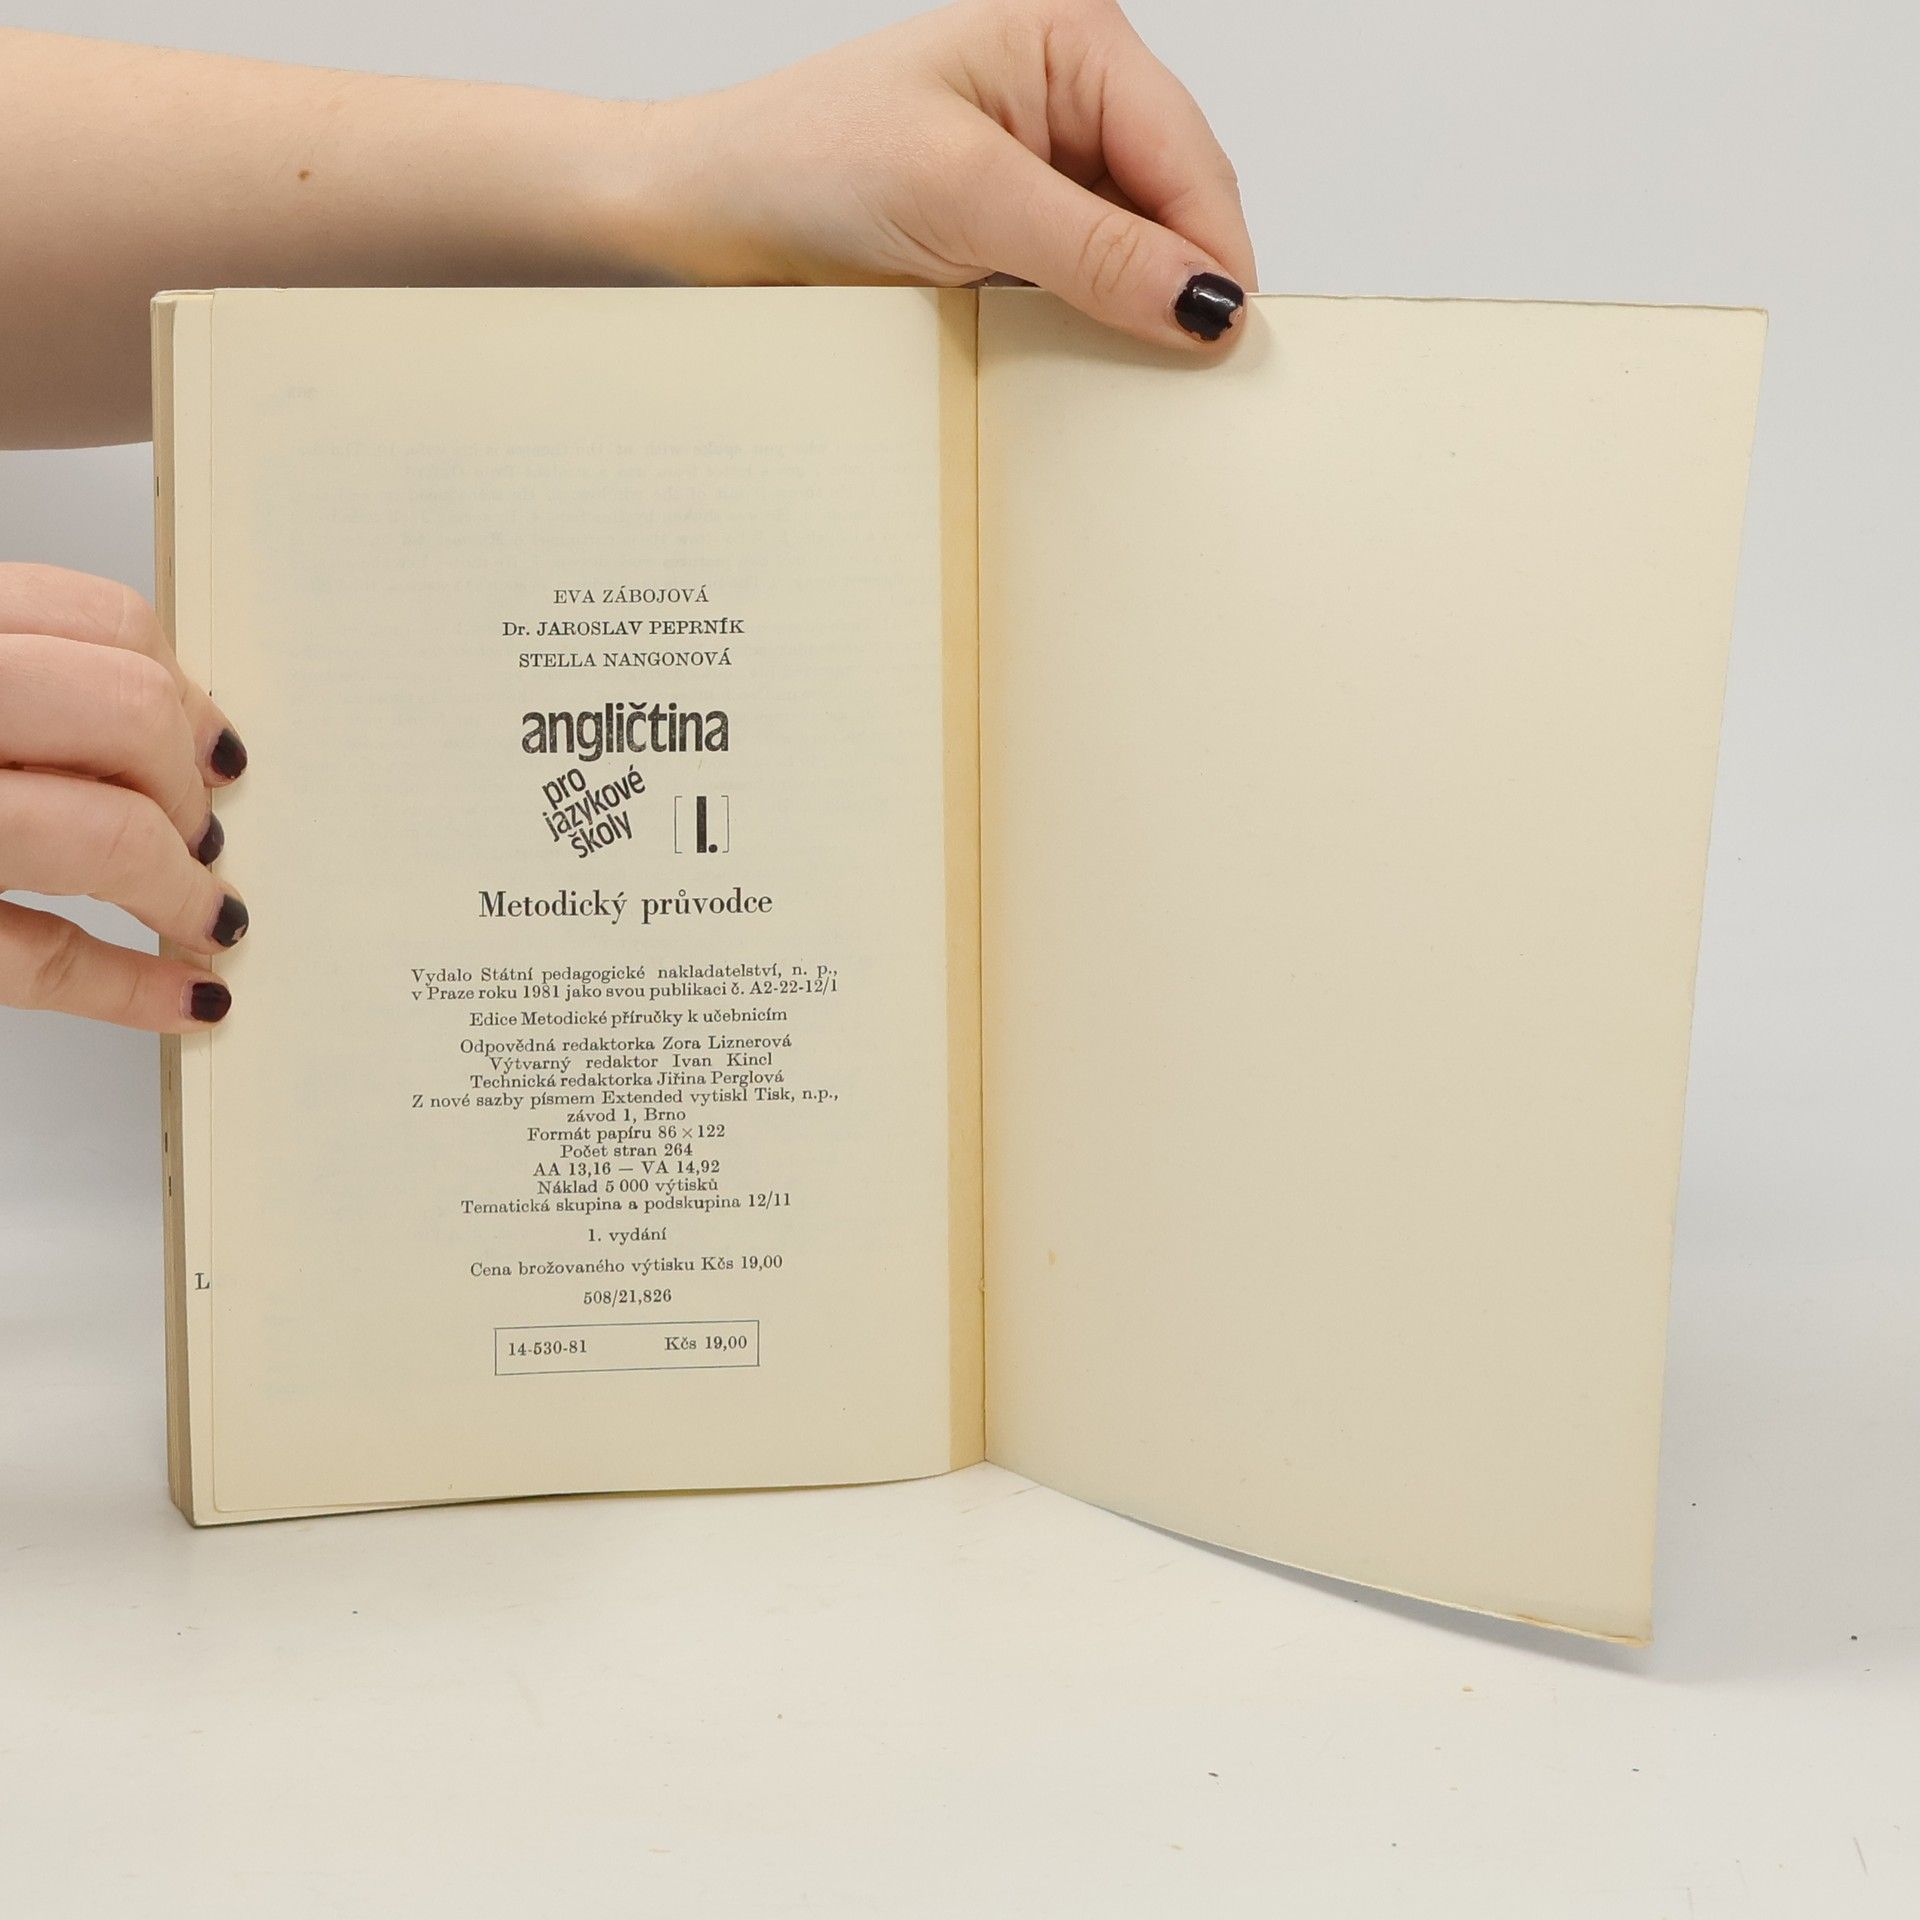 EVA ZÁBOJOVÁ
Dr. JAROSLAV PEPRNÍK
STELLA NANGONOVÁ
angličtina
pro
jazykové
školy
[I.]
Metodický průvodce
Vydalo Státní pedagogické nakladatelství, n. p.,
v Praze roku 1981 jako svou publikaci č. A2-22-12/1
Edice Metodické příručky k učebnicím
Odpovědná redaktorka Zora Liznerová
Výtvarný redaktor Ivan Kincl
Technická redaktorka Jiřina Perglová
Z nové sazby písmem Extended vytiskl Tisk, n.p.,
závod 1, Brno
Formát papíru 86 × 122
Počet stran 264
AA 13,16 — VA 14,92
Náklad 5 000 výtisků
Tematická skupina a podskupina 12/11
1. vydání
Cena brožovaného výtisku Kčs 19,00
508/21,826
14-530-81 Kčs 19,00
L